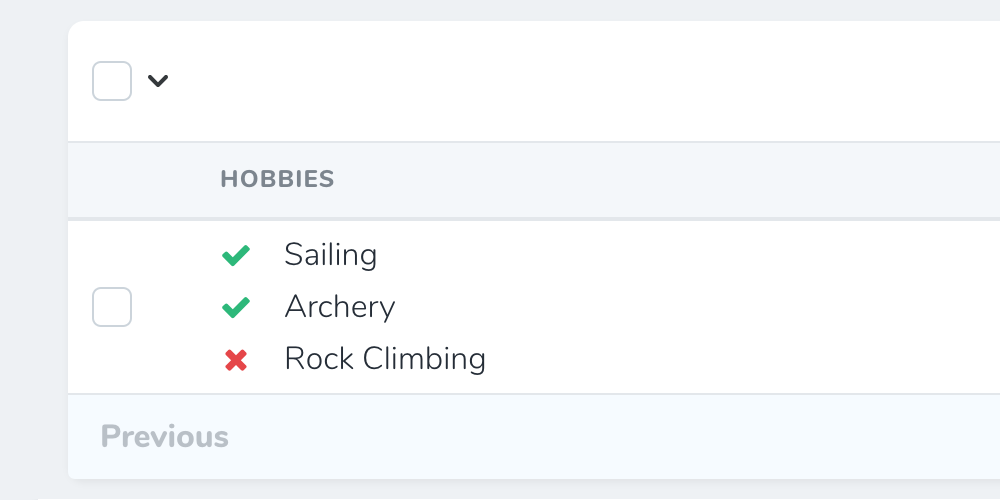 HOBBIES
Sailing
Archery
Rock Climbing
Previous